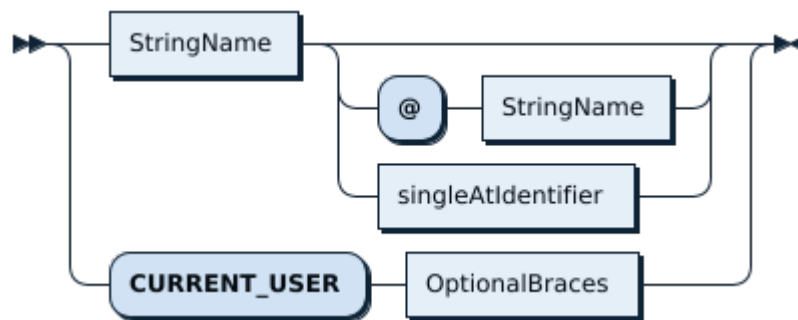 StringName
@ StringName
singleAtIdentifier
CURRENT_USER OptionalBraces